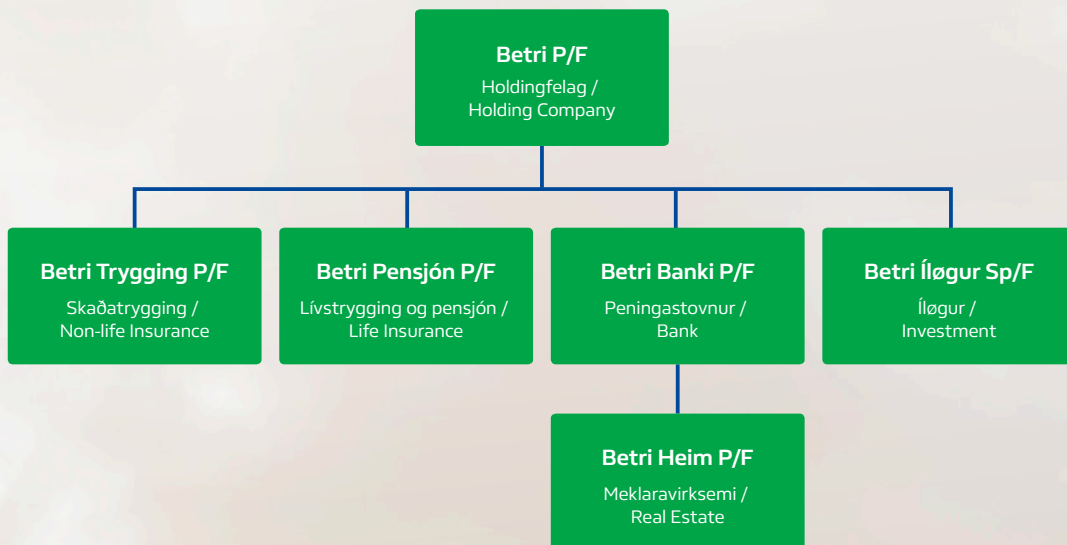 Betri P/F
Holdingfelag /
Holding Company
Betri Trygging P/F
Skaðatrygging /
Non-life Insurance
Betri Pensjón P/F
Lívstrygging og pensjón /
Life Insurance
Betri Banki P/F
Peningastovnur /
Bank
Betri Íløgur Sp/F
Íløgur /
Investment
Betri Heim P/F
Meklaravirksemi /
Real Estate